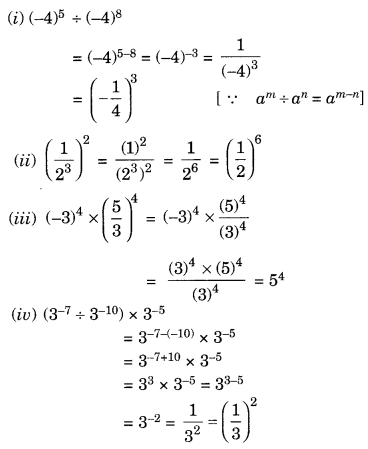 (i) (–4)⁵ ÷ (–4)⁸
= (–4)⁵⁻⁸ = (–4)⁻³ = 1/(–4)³
= (–1/4)³ [ ∵ aᵐ ÷ aⁿ = aᵐ⁻ⁿ]
(ii) (1/2³)² = (1)²/(2³)² = 1/2⁶ = (1/2)⁶
(iii) (–3)⁴ × (5/3)⁴ = (–3)⁴ × (5)⁴/(3)⁴
= (3)⁴ × (5)⁴/(3)⁴ = 5⁴
(iv) (3⁻⁷ ÷ 3⁻¹⁰) × 3⁻⁵
= 3⁻⁷⁻⁽⁻¹⁰⁾ × 3⁻⁵
= 3⁻⁷⁺¹⁰ × 3⁻⁵
= 3³ × 3⁻⁵ = 3³⁻⁵
= 3⁻² = 1/3² = (1/3)²